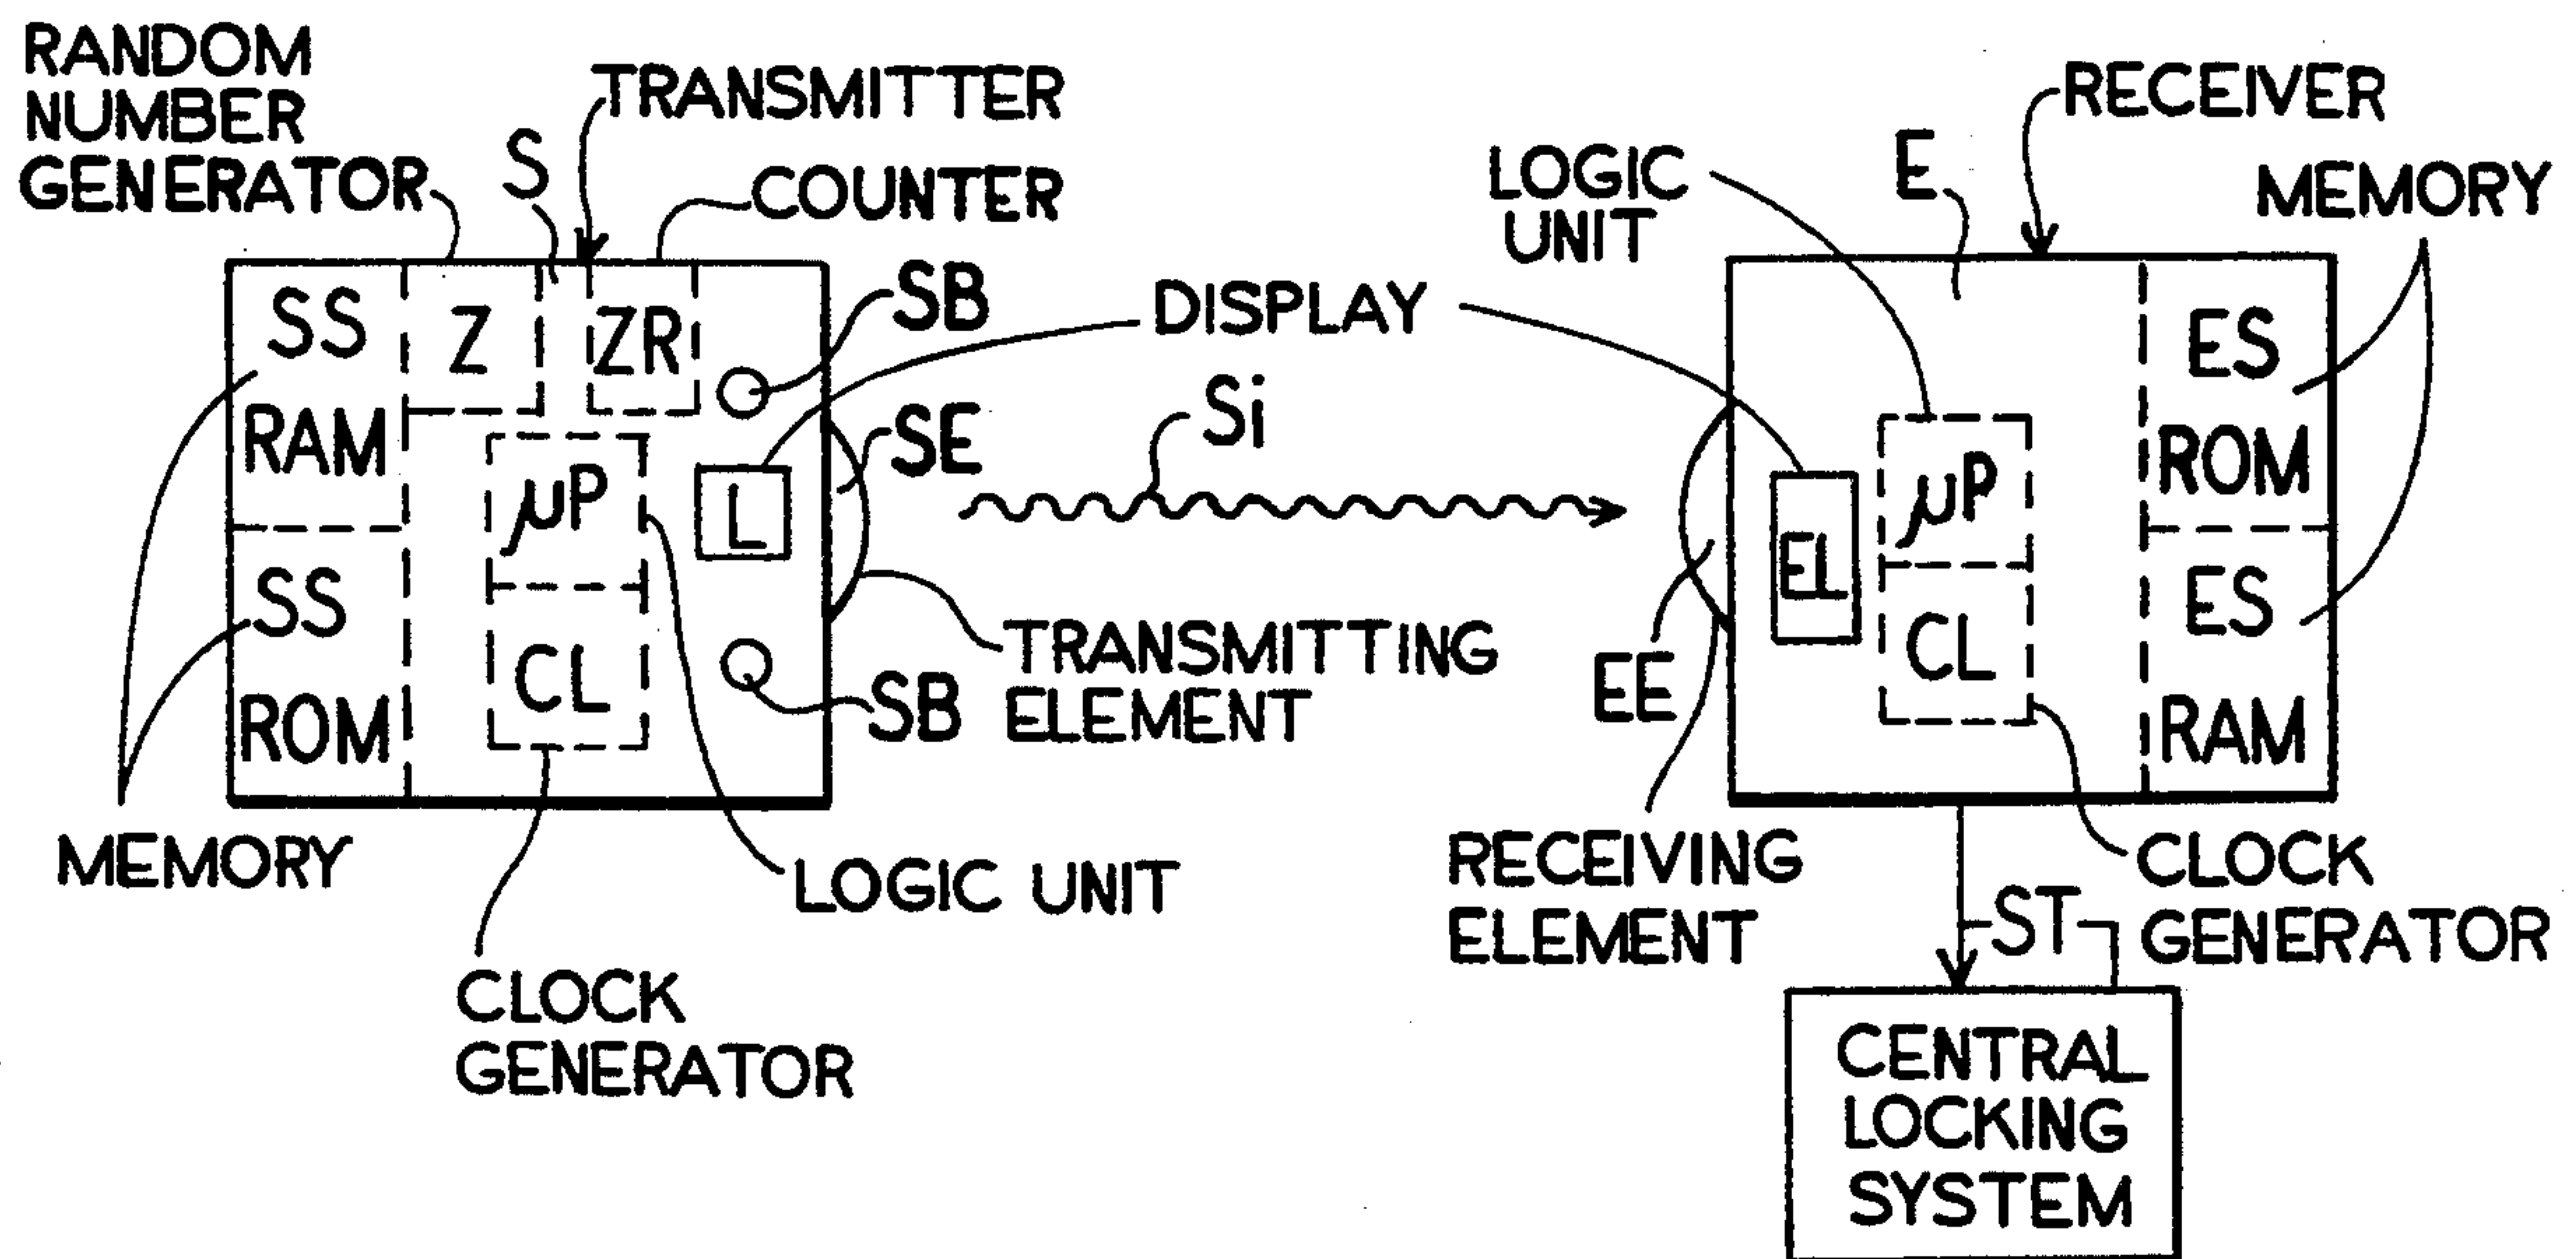 RANDOM
NUMBER
GENERATOR
S
TRANSMITTER
COUNTER
SS
RAM
SS
ROM
Z
ZR
µP
CL
L
SB
SE
SB
DISPLAY
Si
TRANSMITTING
ELEMENT
MEMORY
CLOCK
GENERATOR
LOGIC UNIT
LOGIC
UNIT
E
RECEIVER
MEMORY
EL
µP
CL
ES
ROM
ES
RAM
EE
RECEIVING
ELEMENT
CLOCK
GENERATOR
ST
CENTRAL
LOCKING
SYSTEM